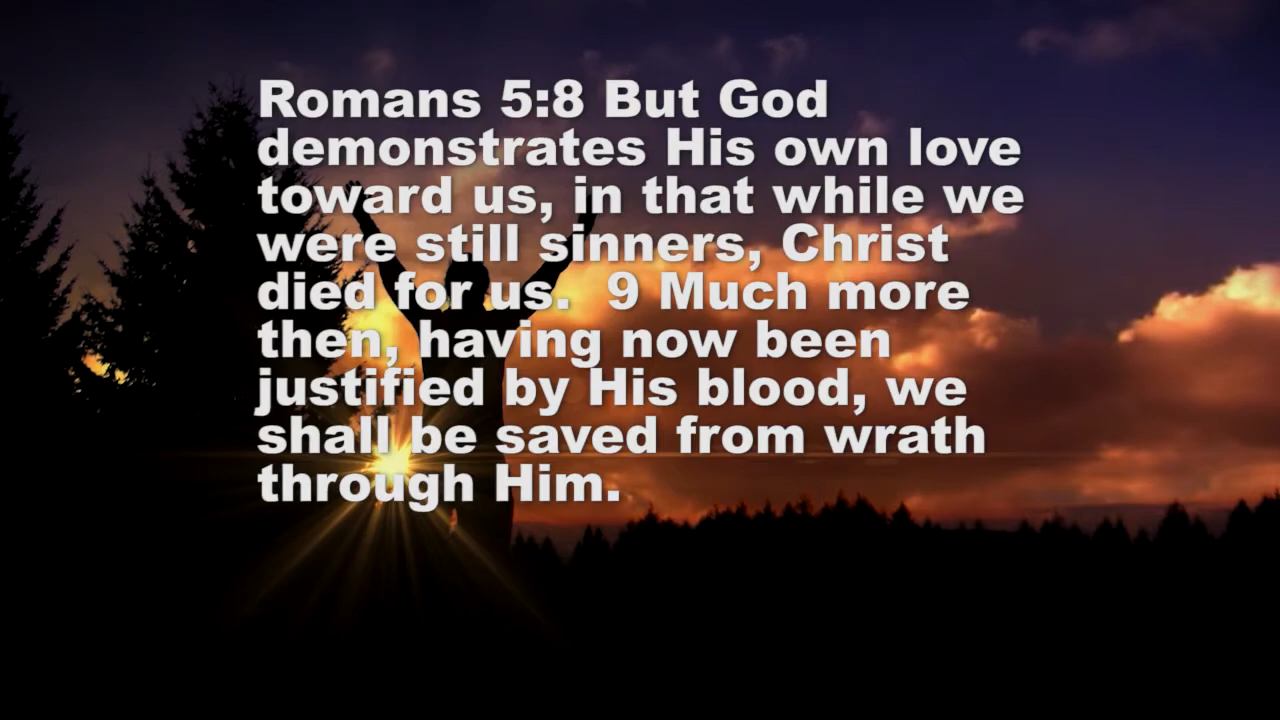 Romans 5:8 But God
demonstrates His own love
toward us, in that while we
were still sinners, Christ
died for us.  9 Much more
then, having now been
justified by His blood, we
shall be saved from wrath
through Him.